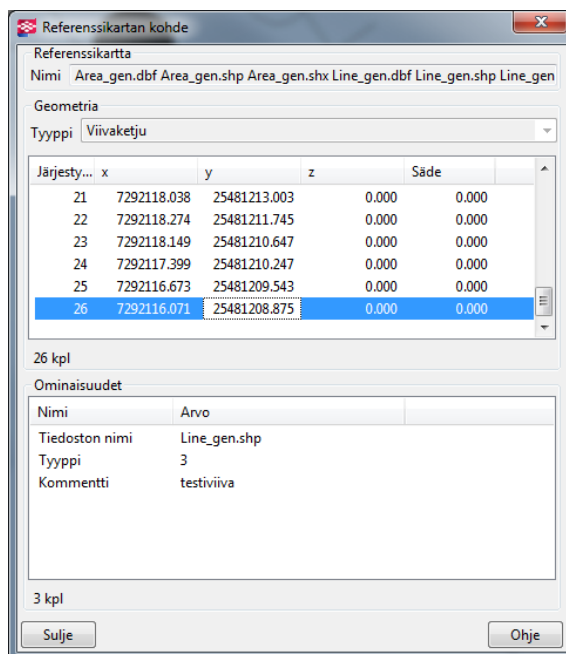 Referenssikartan kohde
Referenssikartta
Nimi Area_gen.dbf Area_gen.shp Area_gen.shx Line_gen.dbf Line_gen.shp Line_gen
Geometria
Tyyppi Viivaketju
Järjesty... x y z Säde
21 7292118.038 25481213.003 0.000 0.000
22 7292118.274 25481211.745 0.000 0.000
23 7292118.149 25481210.647 0.000 0.000
24 7292117.399 25481210.247 0.000 0.000
25 7292116.673 25481209.543 0.000 0.000
26 7292116.071 25481208.875 0.000 0.000
26 kpl
Ominaisuudet
Nimi Arvo
Tiedoston nimi Line_gen.shp
Tyyppi 3
Kommentti testiviiva
3 kpl
Sulje Ohje